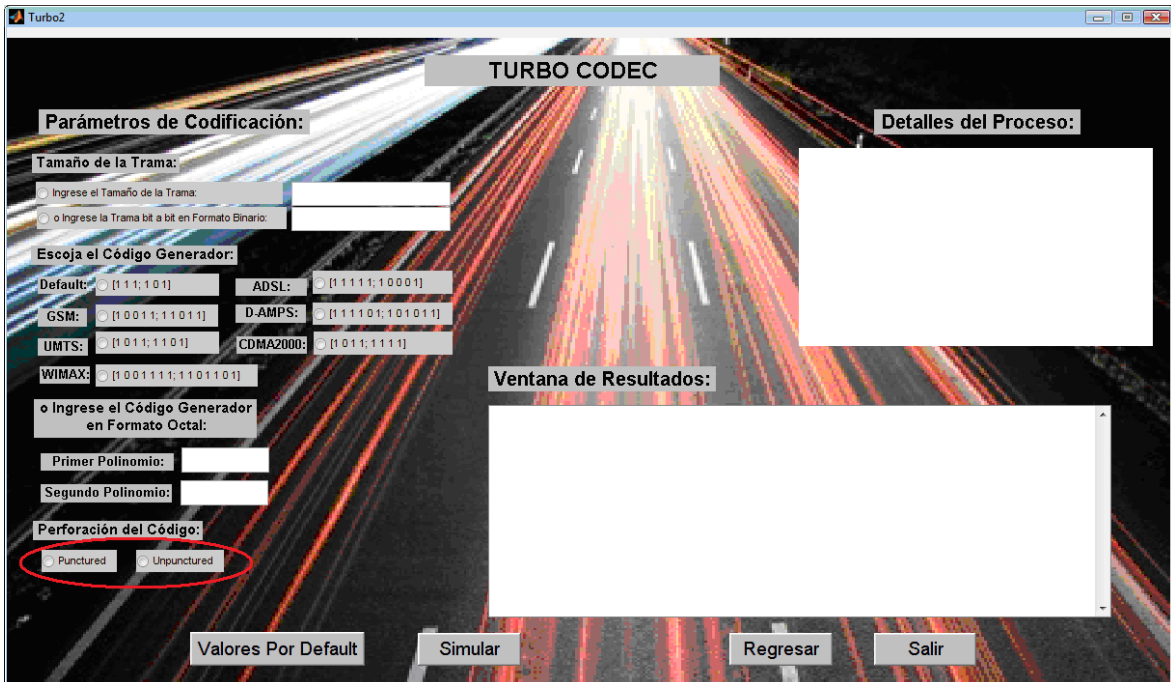 Turbo2
TURBO CODEC
Parámetros de Codificación:
Tamaño de la Trama:
Ingrese el Tamaño de la Trama:
o Ingrese la Trama bit a bit en Formato Binario:
Escoja el Código Generador:
Default: [1 1 1; 1 0 1]
ADSL: [1 1 1 1 1; 1 0 0 0 1]
GSM: [1 0 0 1 1; 1 1 0 1 1]
D-AMPS: [1 1 1 1 0 1; 1 0 1 0 1 1]
UMTS: [1 0 1 1; 1 1 0 1]
CDMA2000: [1 0 1 1; 1 1 1 1]
WIMAX: [1 0 0 1 1 1 1; 1 1 0 1 1 0 1]
o Ingrese el Código Generador
en Formato Octal:
Primer Polinomio:
Segundo Polinomio:
Perforación del Código:
Punctured
Unpunctured
Detalles del Proceso:
Ventana de Resultados:
Valores Por Default
Simular
Regresar
Salir